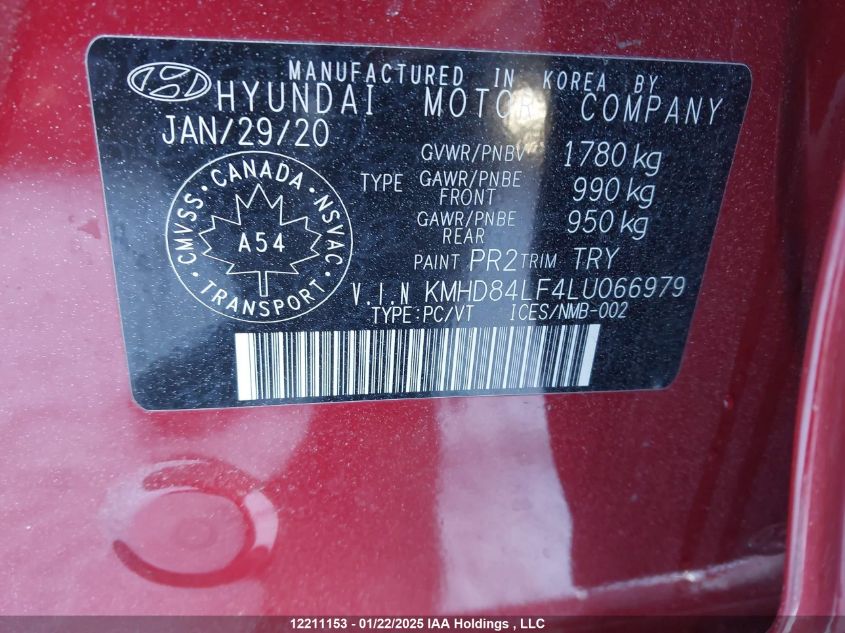 MANUFACTURED IN KOREA BY
HYUNDAI MOTOR COMPANY
JAN/29/20
GVWR/PNBV 1780 kg
TYPE GAWR/PNBE FRONT 990 kg
GAWR/PNBE REAR 950 kg
PAINT PR2 TRIM TRY
CMVSS · CANADA · NSVAC
A54
· TRANSPORT ·
V.I.N KMHD84LF4LU066979
TYPE:PC/VT ICES/NMB-002
12211153 - 01/22/2025 IAA Holdings , LLC